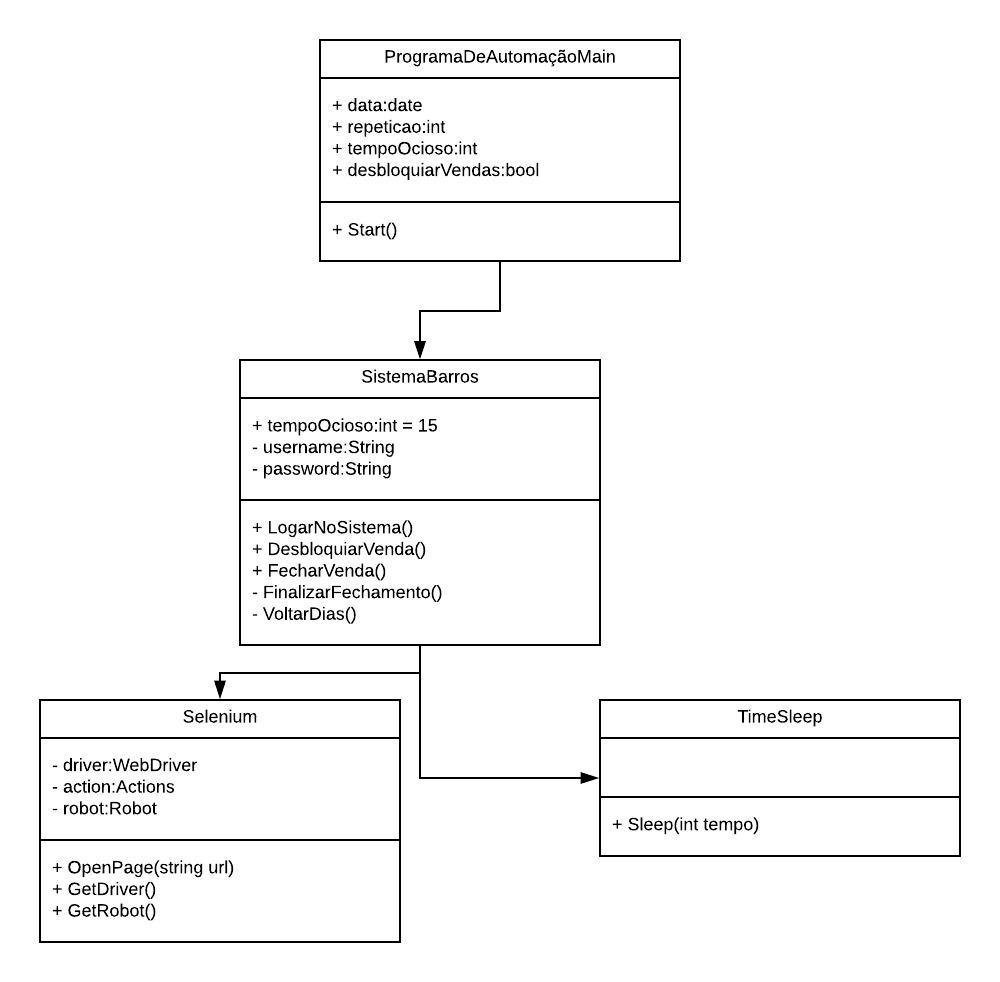 ProgramaDeAutomaçãoMain
+ data:date
+ repeticao:int
+ tempoOcioso:int
+ desbloquiarVendas:bool
+ Start()
SistemaBarros
+ tempoOcioso:int = 15
- username:String
- password:String
+ LogarNoSistema()
+ DesbloquiarVenda()
+ FecharVenda()
- FinalizarFechamento()
- VoltarDias()
Selenium
- driver:WebDriver
- action:Actions
- robot:Robot
+ OpenPage(string url)
+ GetDriver()
+ GetRobot()
TimeSleep
+ Sleep(int tempo)